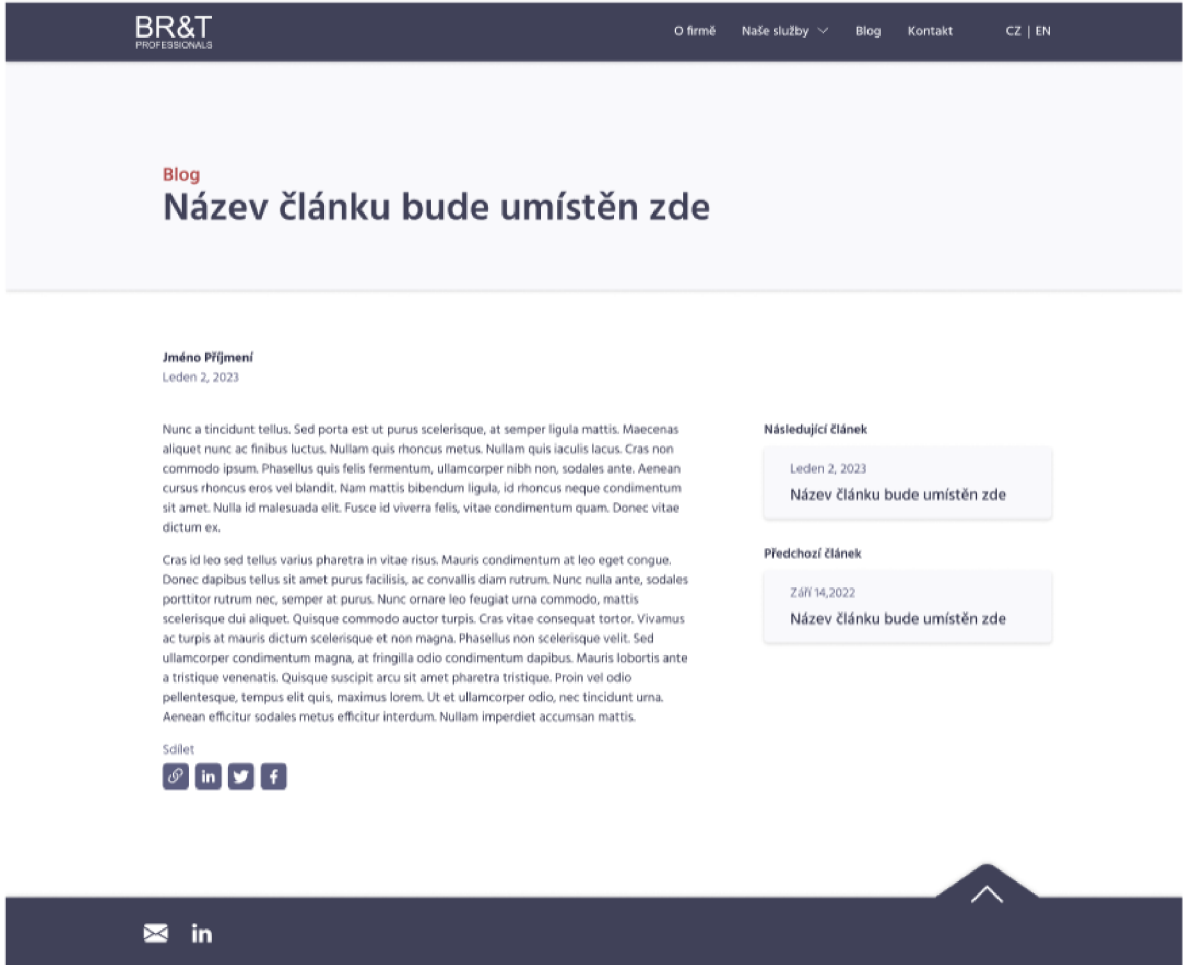 BR&T
PROFESSIONALS
O firmě Naše služby Blog Kontakt CZ | EN
Blog
Název článku bude umístěn zde
Jméno Příjmení
Leden 2, 2023
Nunc a tincidunt tellus. Sed porta est ut purus scelerisque, at semper ligula mattis. Maecenas
aliquet nunc ac finibus luctus. Nullam quis rhoncus metus. Nullam quis iaculis lacus. Cras non
commodo ipsum. Phasellus quis felis fermentum, ullamcorper nibh non, sodales ante. Aenean
cursus rhoncus eros vel blandit. Nam mattis bibendum ligula, id rhoncus neque condimentum
sit amet. Nulla id malesuada elit. Fusce id viverra felis, vitae condimentum quam. Donec vitae
dictum ex.
Cras id leo sed tellus varius pharetra in vitae risus. Mauris condimentum at leo eget congue.
Donec dapibus tellus sit amet purus facilisis, ac convallis diam rutrum. Nunc nulla ante, sodales
porttitor rutrum nec, semper at purus. Nunc ornare leo feugiat urna commodo, mattis
scelerisque dui aliquet. Quisque commodo auctor turpis. Cras vitae consequat tortor. Vivamus
ac turpis at mauris dictum scelerisque et non magna. Phasellus non scelerisque velit. Sed
ullamcorper condimentum magna, at fringilla odio condimentum dapibus. Mauris lobortis ante
a tristique venenatis. Quisque suscipit arcu sit amet pharetra tristique. Proin vel odio
pellentesque, tempus elit quis, maximus lorem. Ut et ullamcorper odio, nec tincidunt urna.
Aenean efficitur sodales metus efficitur interdum. Nullam imperdiet accumsan mattis.
Sdílet
in
Následující článek
Leden 2, 2023
Název článku bude umístěn zde
Předchozí článek
Září 14,2022
Název článku bude umístěn zde
in